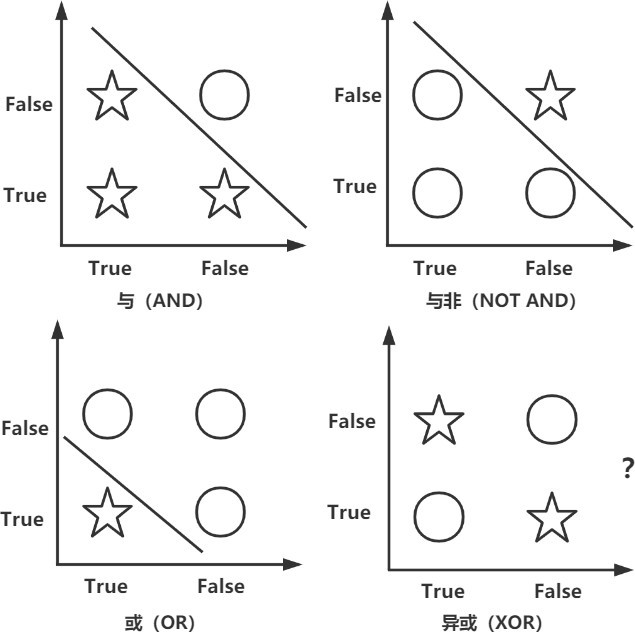 False
True
True False
与（AND）
False
True
True False
与非（NOT AND）
False
True
True False
或（OR）
False
True
True False
异或（XOR）
?